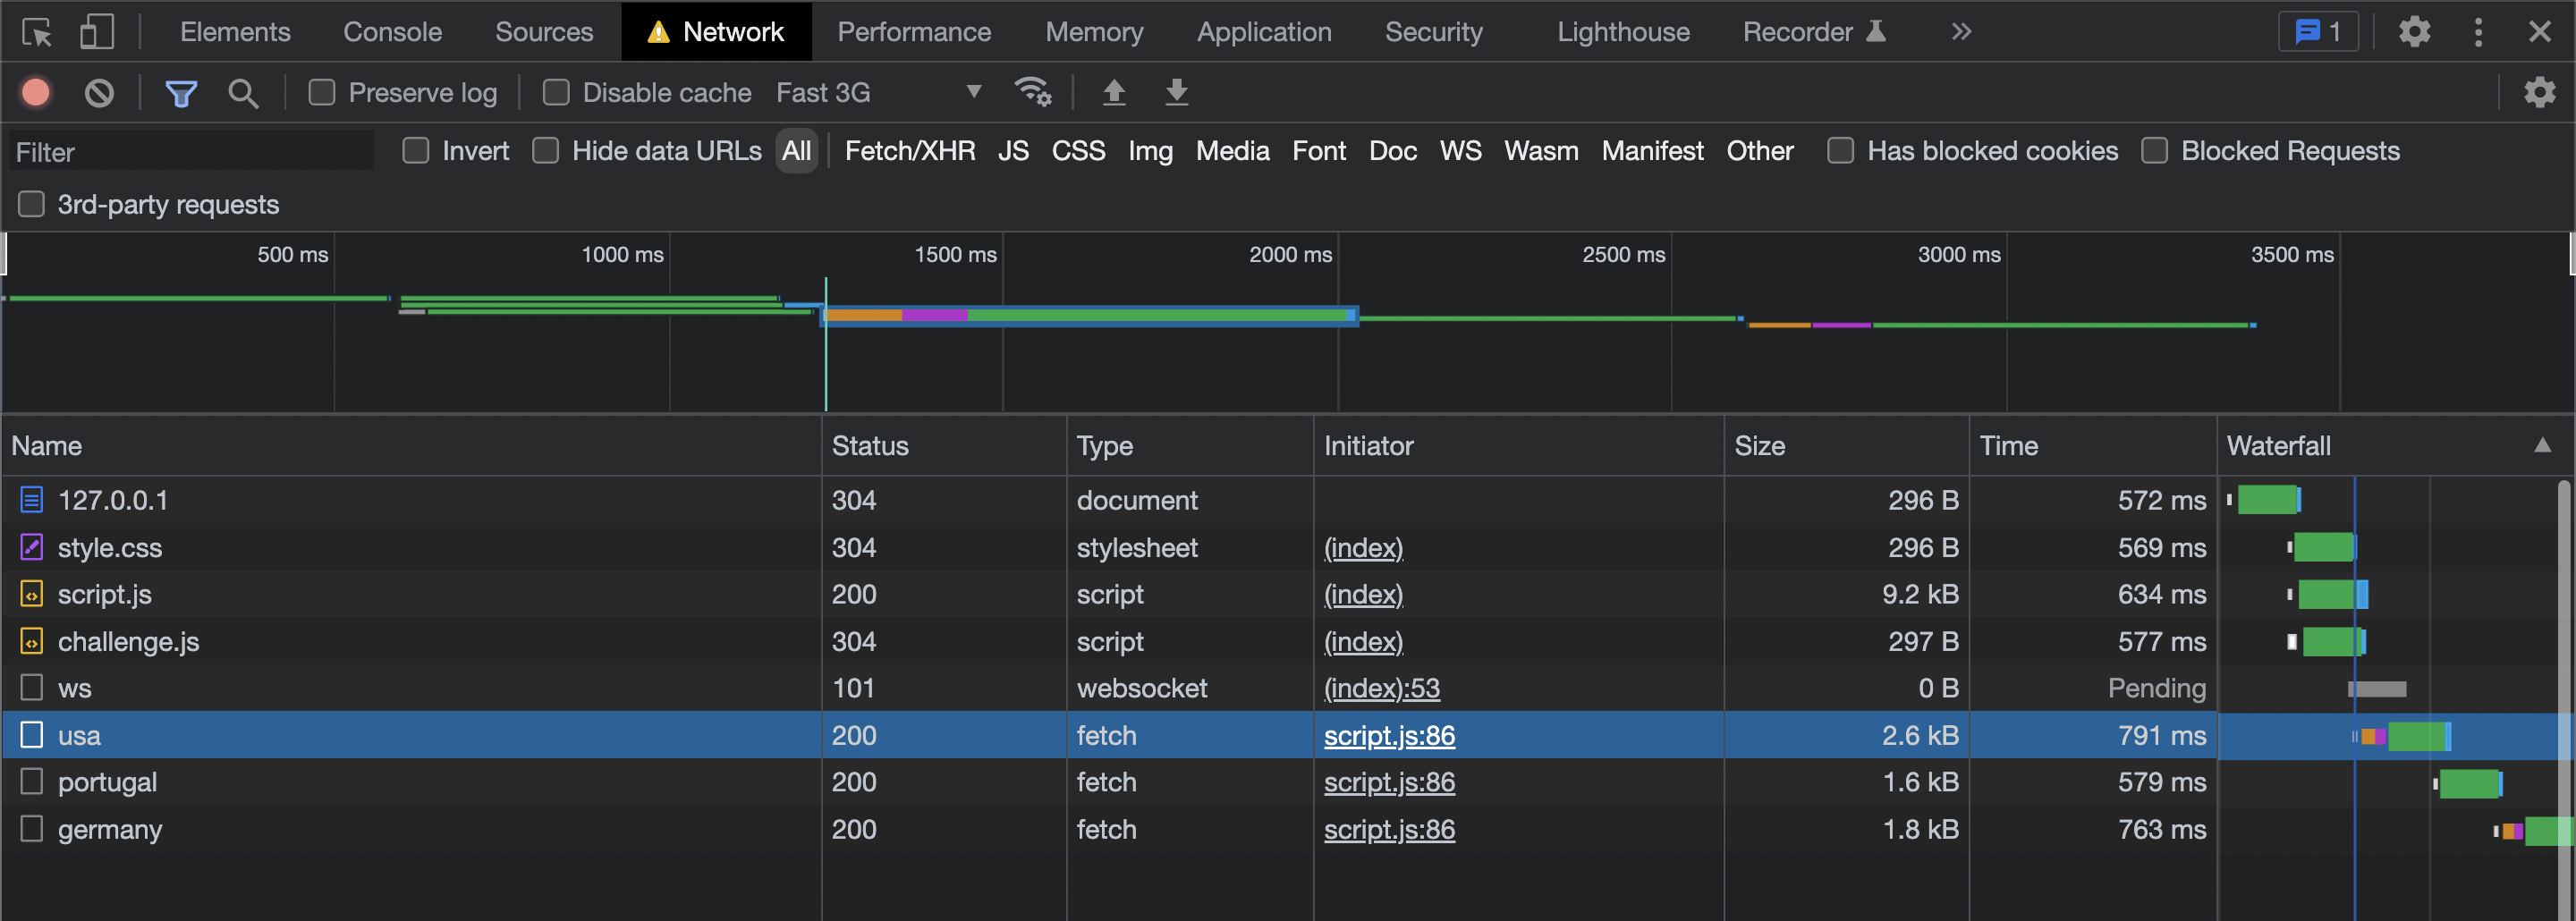 Elements Console Sources Network Performance Memory Application Security Lighthouse Recorder 1
Preserve log Disable cache Fast 3G
Filter Invert Hide data URLs All Fetch/XHR JS CSS Img Media Font Doc WS Wasm Manifest Other Has blocked cookies Blocked Requests
3rd-party requests
500 ms 1000 ms 1500 ms 2000 ms 2500 ms 3000 ms 3500 ms
Name Status Type Initiator Size Time Waterfall
127.0.0.1 304 document 296 B 572 ms
style.css 304 stylesheet (index) 296 B 569 ms
script.js 200 script (index) 9.2 kB 634 ms
challenge.js 304 script (index) 297 B 577 ms
ws 101 websocket (index):53 0 B Pending
usa 200 fetch script.js:86 2.6 kB 791 ms
portugal 200 fetch script.js:86 1.6 kB 579 ms
germany 200 fetch script.js:86 1.8 kB 763 ms